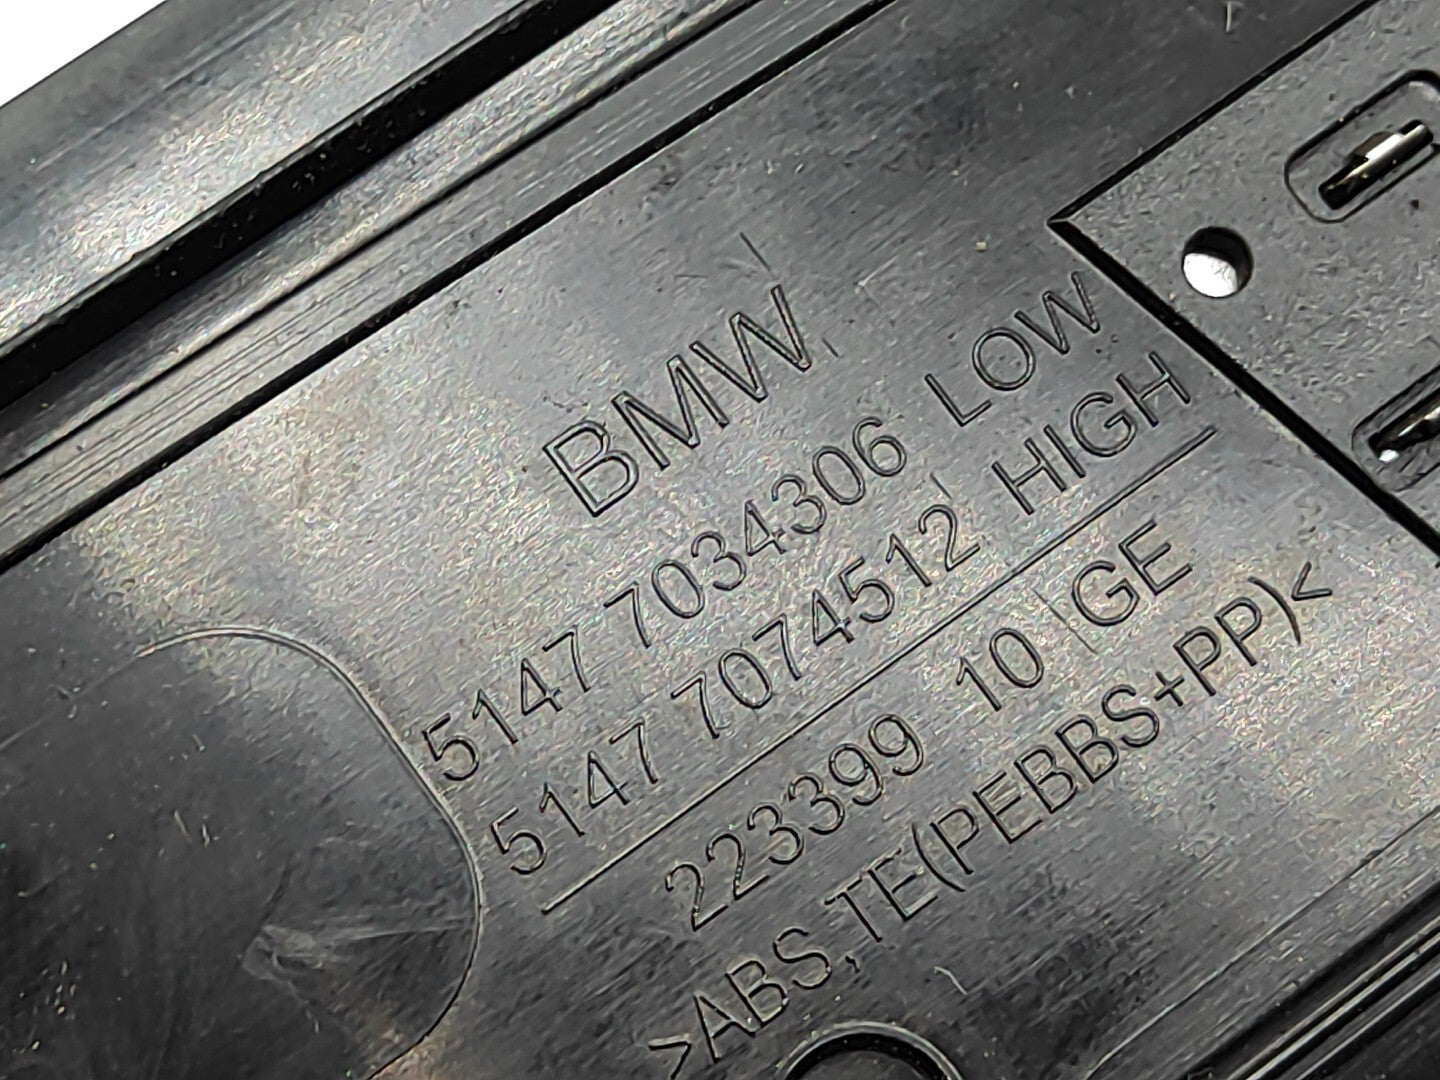 BMW
5147 7034306 LOW
5147 7074512 HIGH
223399 10 GE
>ABS,TE(PEBBS+PP)<